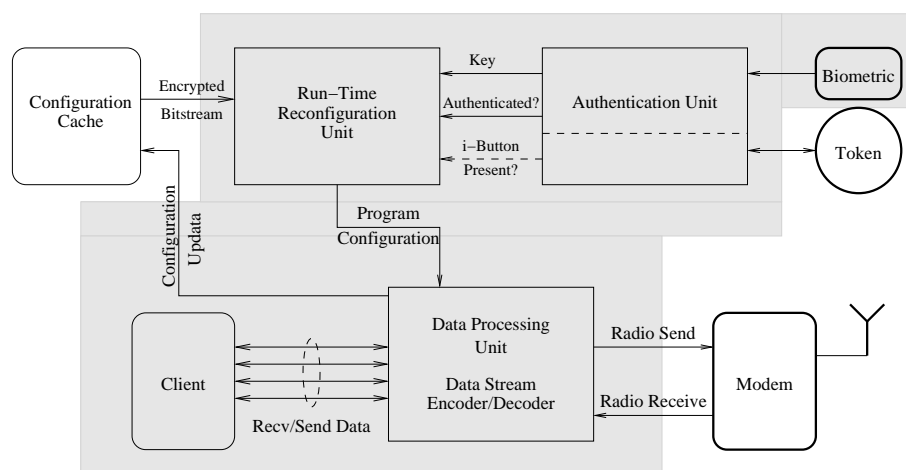 Configuration
Cache
Encrypted
Bitstream
Run−Time
Reconfiguration
Unit
Key
Authenticated?
i−Button
Present?
Authentication Unit
Biometric
Token
Configuration
Updata
Program
Configuration
Client
Recv/Send Data
Data Processing
Unit
Data Stream
Encoder/Decoder
Radio Send
Radio Receive
Modem